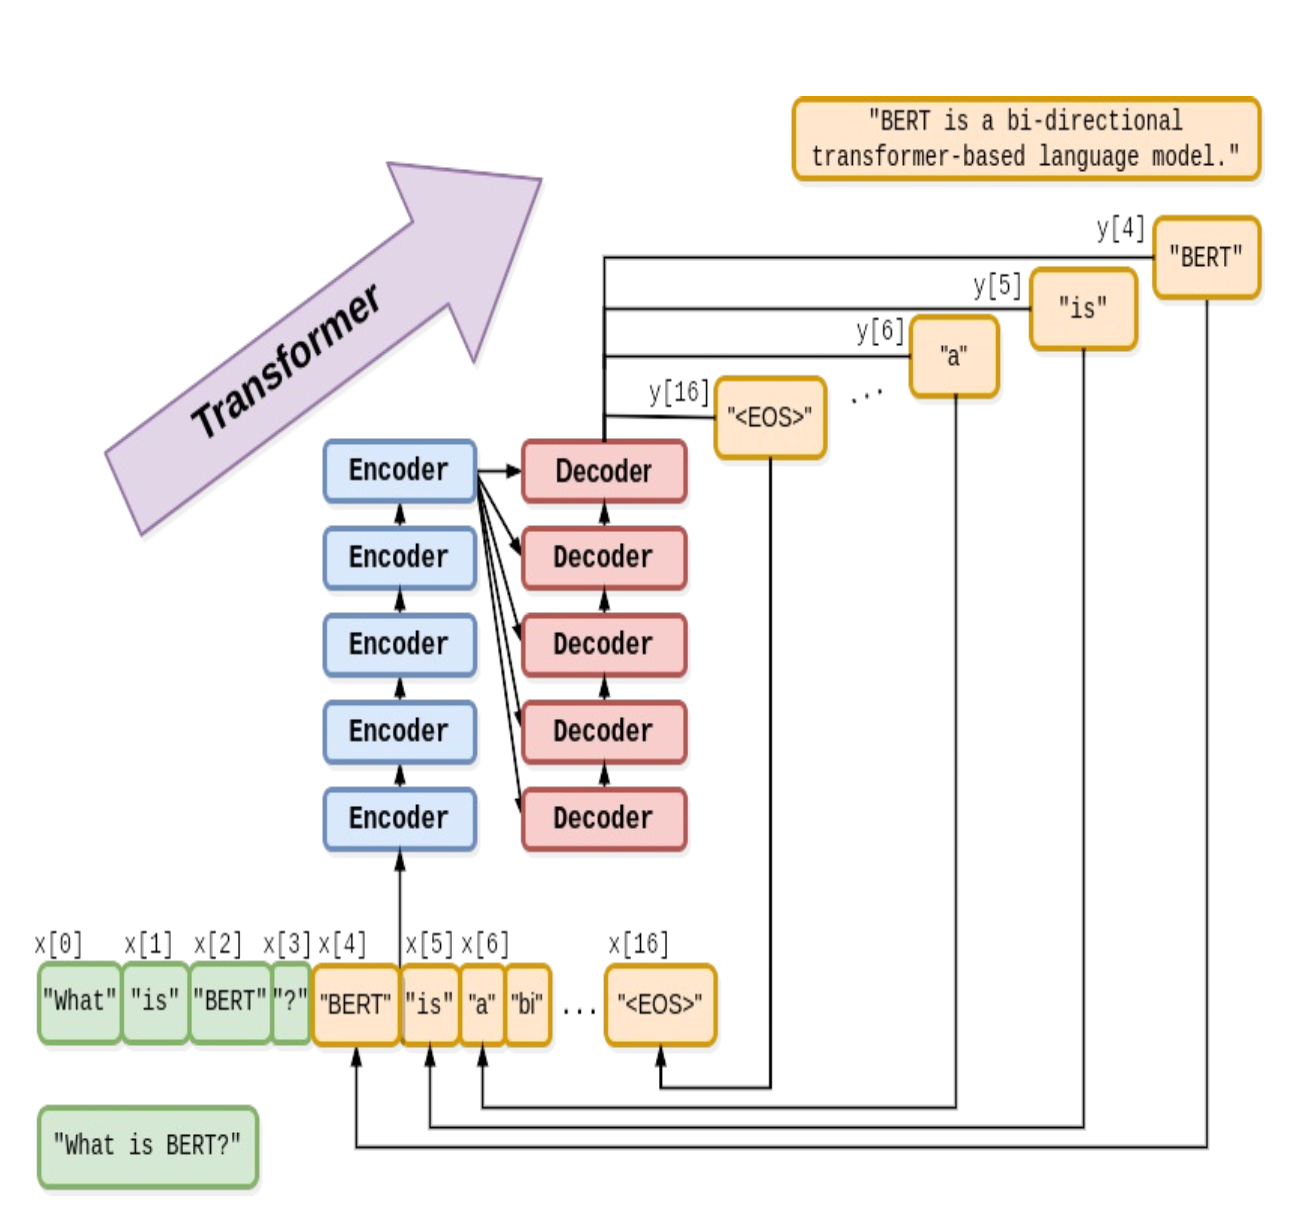 "BERT is a bi-directional
transformer-based language model."
y[4]
"BERT"
y[5]
"is"
y[6]
"a"
...
y[16]
"<EOS>"
Transformer
Encoder
Decoder
Encoder
Decoder
Encoder
Decoder
Encoder
Decoder
Encoder
Decoder
x[0] x[1] x[2] x[3] x[4] x[5] x[6] x[16]
"What" "is" "BERT" "?" "BERT" "is" "a" "bi" ... "<EOS>"
"What is BERT?"